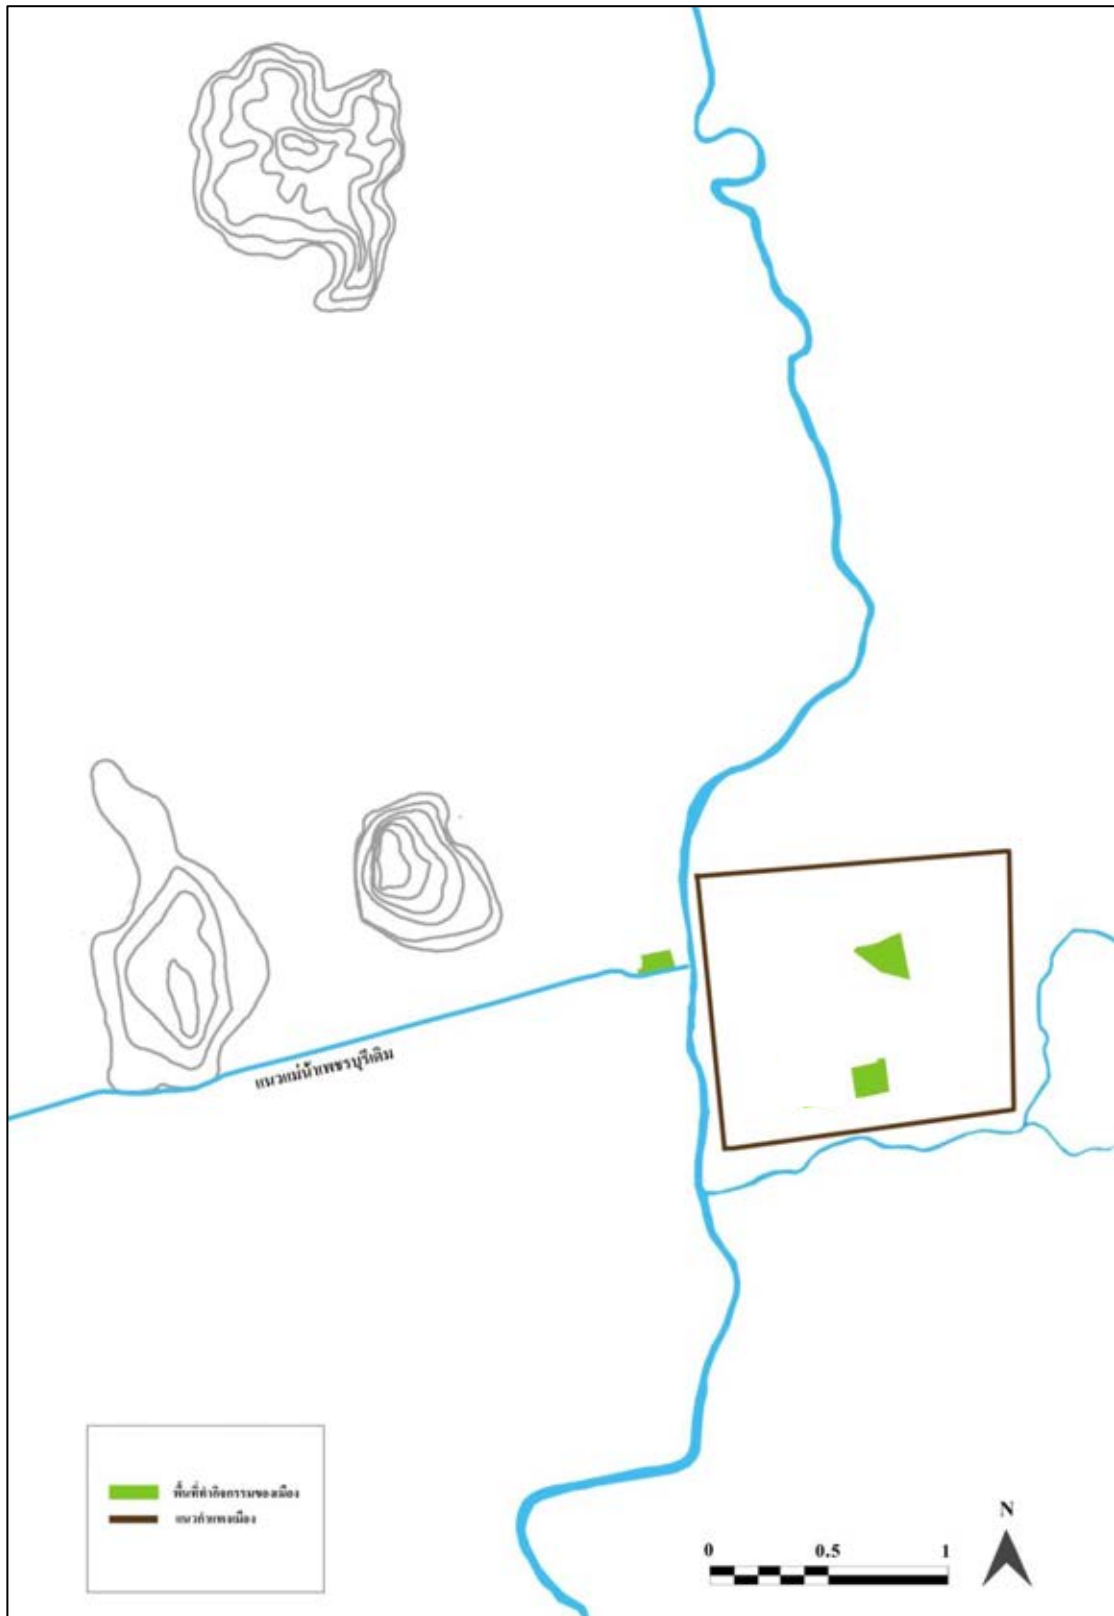 แนวแม่น้ำเพชรบุรีเดิม
พื้นที่ทำกิจกรรมของเมือง
แนวกำแพงเมือง
N
0 0.5 1